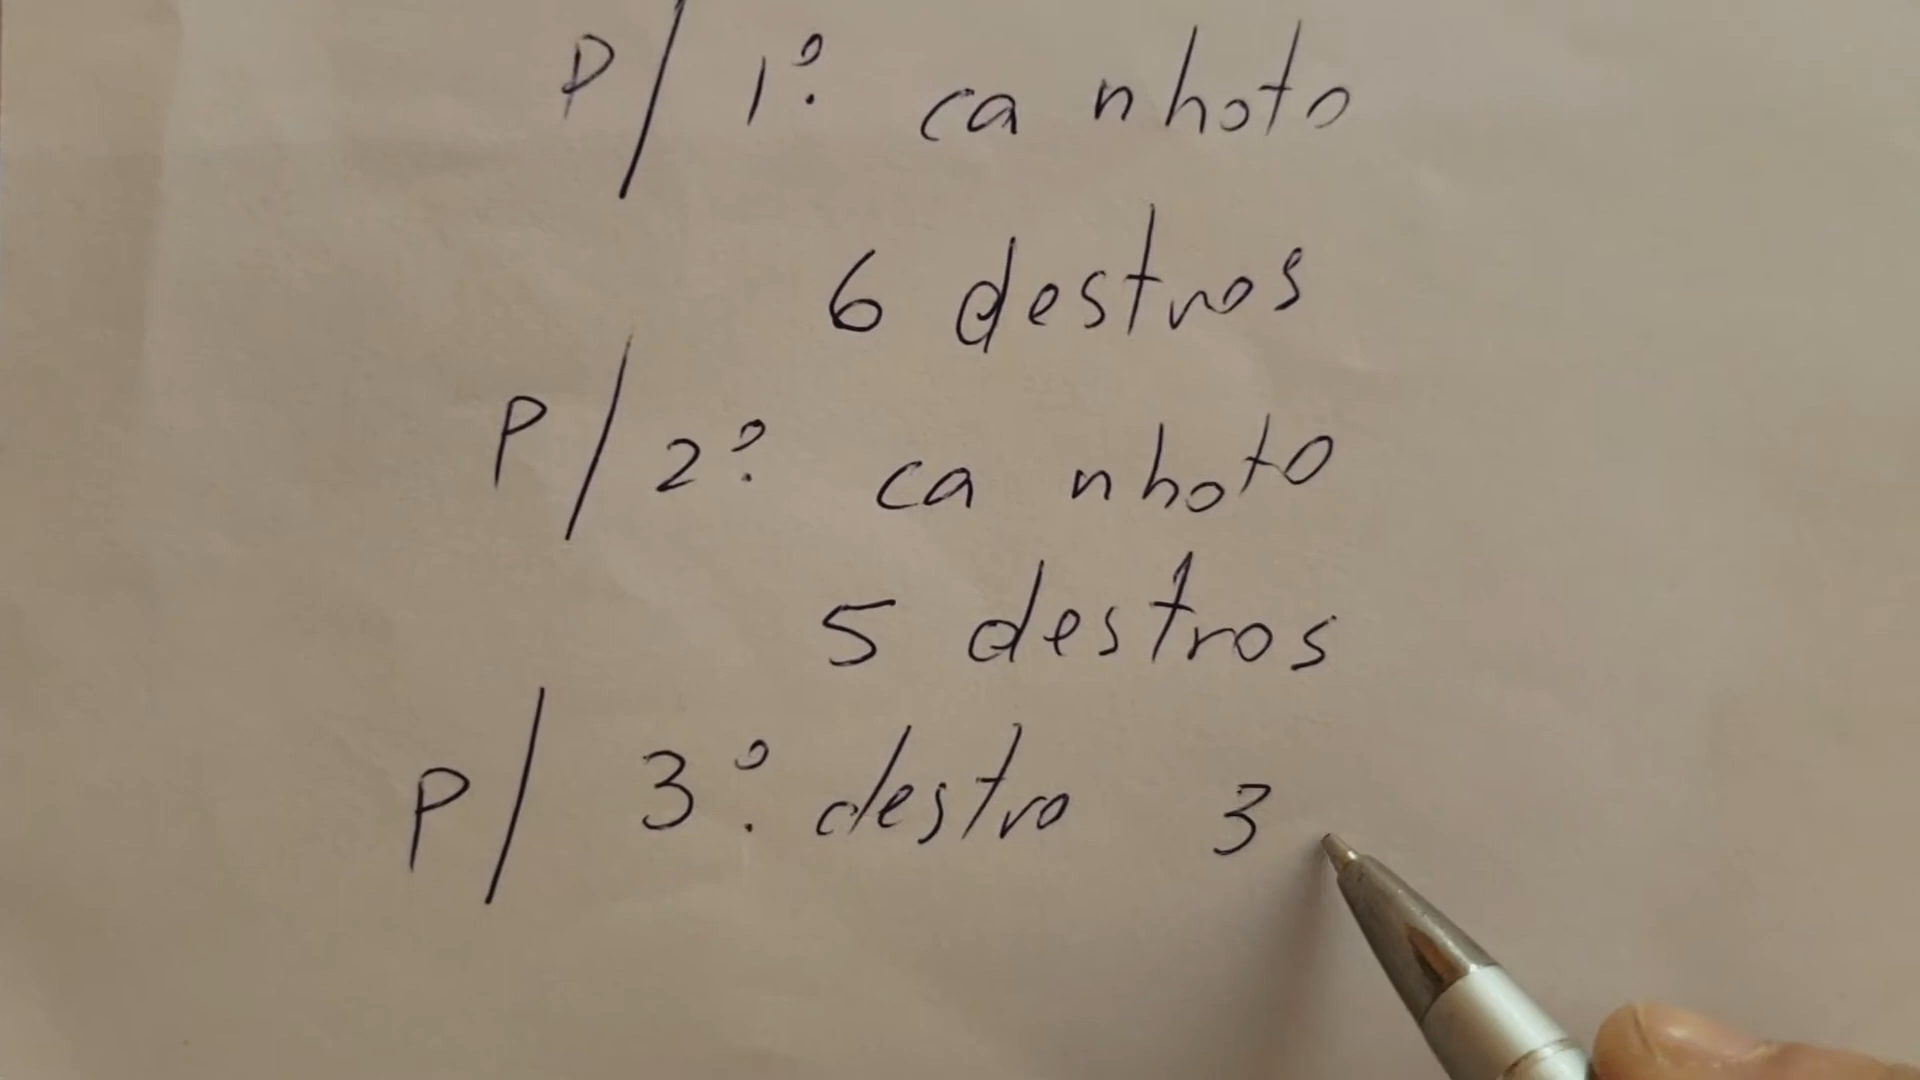 P/ 1º canhoto
6 destros
P/ 2º canhoto
5 destros
P/ 3º destro 3